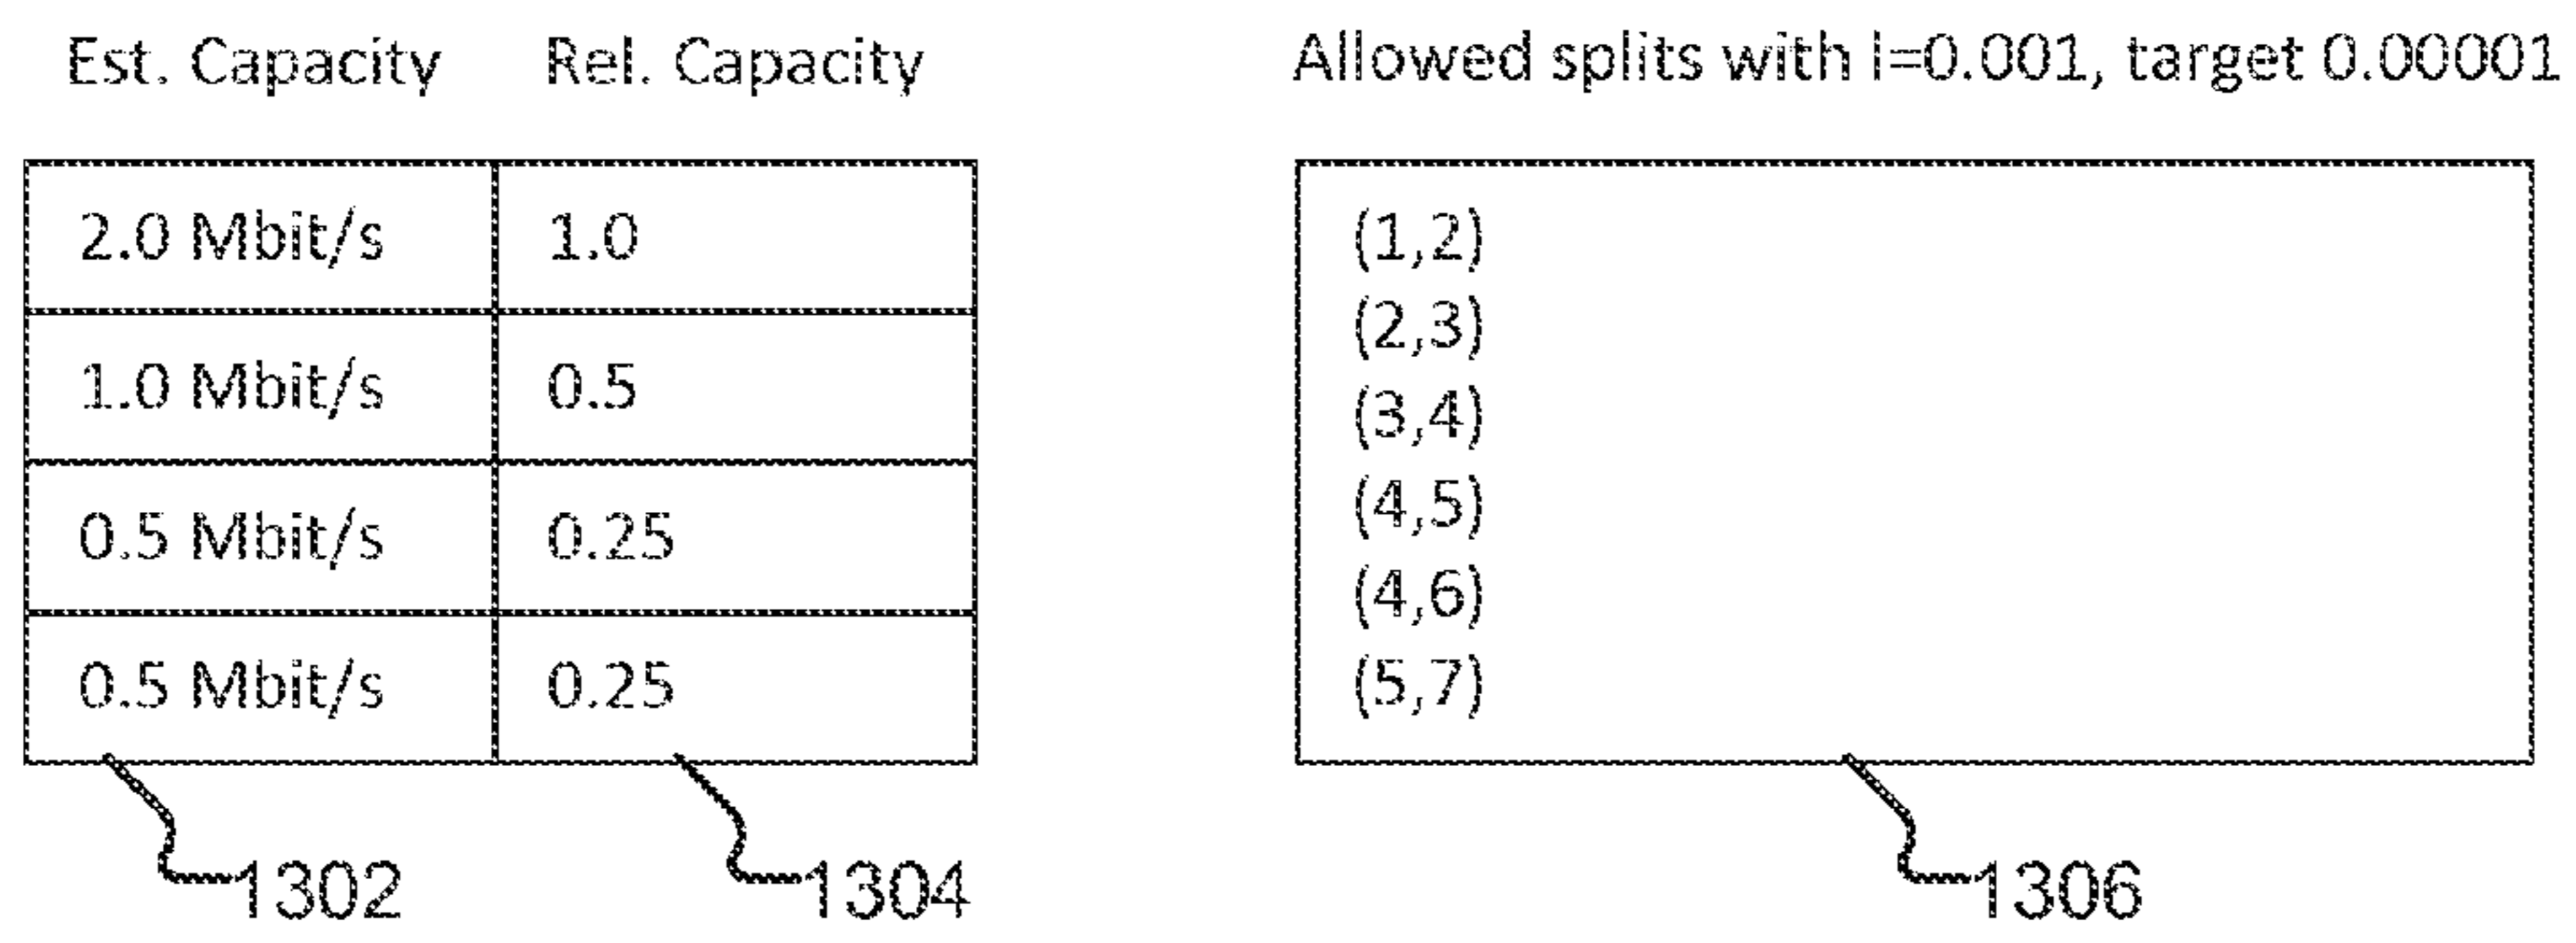 Est. Capacity Rel. Capacity
2.0 Mbit/s 1.0
1.0 Mbit/s 0.5
0.5 Mbit/s 0.25
0.5 Mbit/s 0.25
1302 1304
Allowed splits with l=0.001, target 0.00001
(1,2)
(2,3)
(3,4)
(4,5)
(4,6)
(5,7)
1306